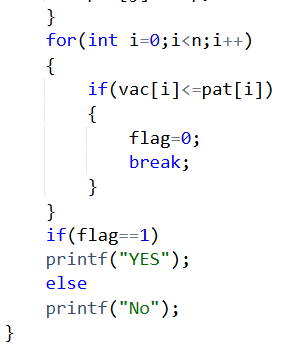 }
for(int i=0;i<n;i++)
{
if(vac[i]<=pat[i])
{
flag=0;
break;
}
}
if(flag==1)
printf("YES");
else
printf("No");
}